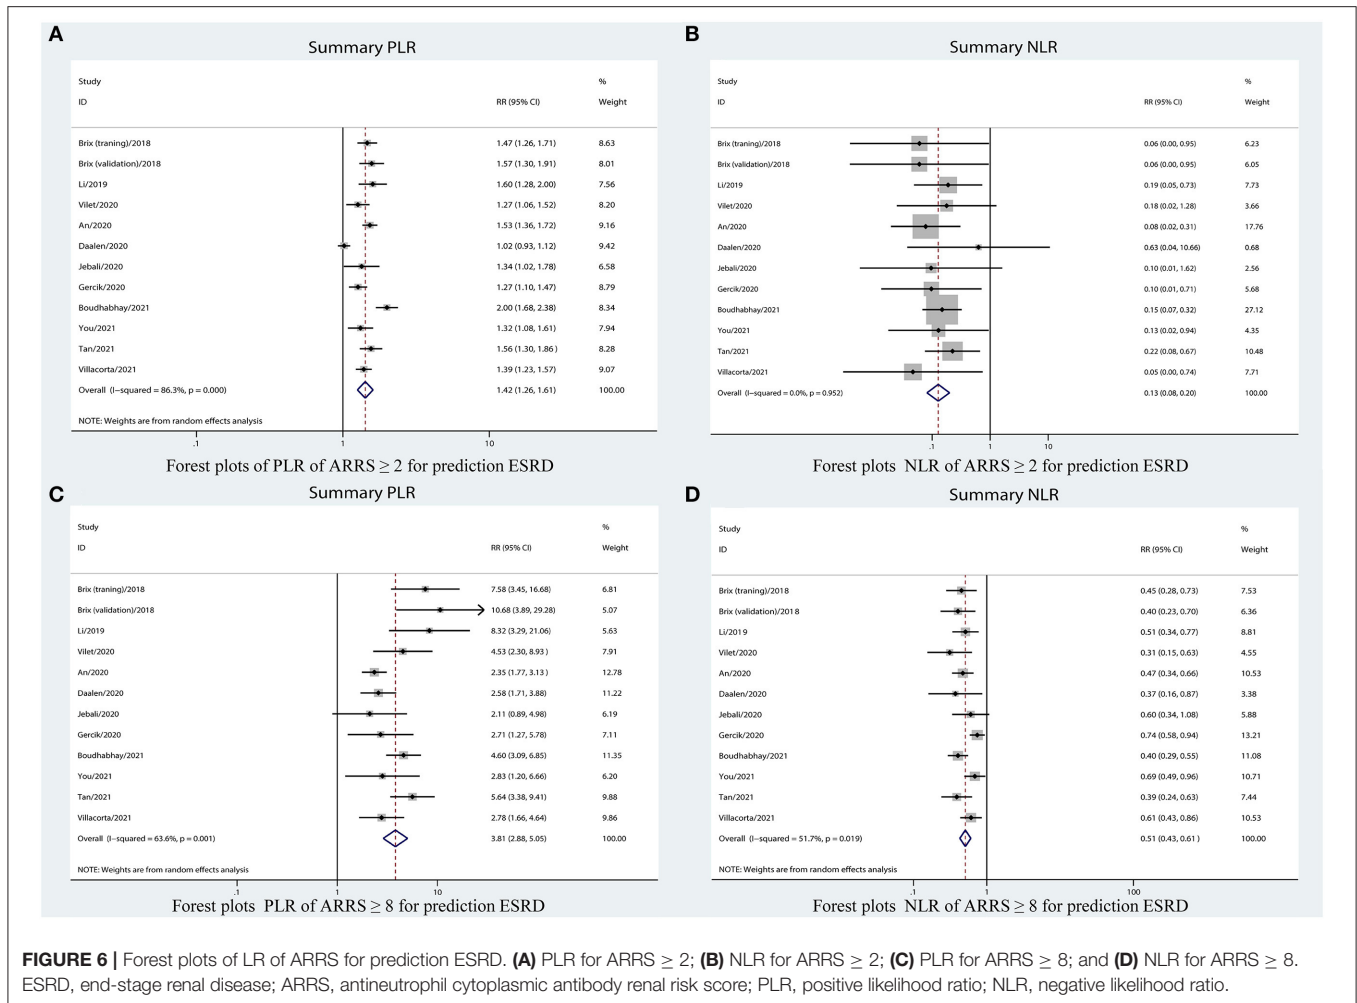 A
Summary PLR
Study %
ID RR (95% CI) Weight
Brix (traning)/2018 1.47 (1.26, 1.71) 8.63
Brix (validation)/2018 1.57 (1.30, 1.91) 8.01
Li/2019 1.60 (1.28, 2.00) 7.56
Vilet/2020 1.27 (1.06, 1.52) 8.20
An/2020 1.53 (1.36, 1.72) 9.16
Daalen/2020 1.02 (0.93, 1.12) 9.42
Jebali/2020 1.34 (1.02, 1.78) 6.58
Gercik/2020 1.27 (1.10, 1.47) 8.79
Boudhabhay/2021 2.00 (1.68, 2.38) 8.34
You/2021 1.32 (1.08, 1.61) 7.94
Tan/2021 1.56 (1.30, 1.86 ) 8.28
Villacorta/2021 1.39 (1.23, 1.57) 9.07
Overall (I−squared = 86.3%, p = 0.000) 1.42 (1.26, 1.61) 100.00
NOTE: Weights are from random effects analysis
.1 1 10
Forest plots of PLR of ARRS ≥ 2 for prediction ESRD
B
Summary NLR
Study %
ID RR (95% CI) Weight
Brix (traning)/2018 0.06 (0.00, 0.95) 6.23
Brix (validation)/2018 0.06 (0.00, 0.95) 6.05
Li/2019 0.19 (0.05, 0.73) 7.73
Vilet/2020 0.18 (0.02, 1.28) 3.66
An/2020 0.08 (0.02, 0.31) 17.76
Daalen/2020 0.63 (0.04, 10.66) 0.68
Jebali/2020 0.10 (0.01, 1.62) 2.56
Gercik/2020 0.10 (0.01, 0.71) 5.68
Boudhabhay/2021 0.15 (0.07, 0.32) 27.12
You/2021 0.13 (0.02, 0.94) 4.35
Tan/2021 0.22 (0.08, 0.67) 10.48
Villacorta/2021 0.05 (0.00, 0.74) 7.71
Overall (I−squared = 0.0%, p = 0.952) 0.13 (0.08, 0.20) 100.00
.1 1 10
Forest plots NLR of ARRS ≥ 2 for prediction ESRD
C
Summary PLR
Study %
ID RR (95% CI) Weight
Brix (traning)/2018 7.58 (3.45, 16.68) 6.81
Brix (validation)/2018 10.68 (3.89, 29.28) 5.07
Li/2019 8.32 (3.29, 21.06) 5.63
Vilet/2020 4.53 (2.30, 8.93 ) 7.91
An/2020 2.35 (1.77, 3.13 ) 12.78
Daalen/2020 2.58 (1.71, 3.88) 11.22
Jebali/2020 2.11 (0.89, 4.98) 6.19
Gercik/2020 2.71 (1.27, 5.78) 7.11
Boudhabhay/2021 4.60 (3.09, 6.85) 11.35
You/2021 2.83 (1.20, 6.66) 6.20
Tan/2021 5.64 (3.38, 9.41) 9.88
Villacorta/2021 2.78 (1.66, 4.64) 9.86
Overall (I−squared = 63.6%, p = 0.001) 3.81 (2.88, 5.05) 100.00
NOTE: Weights are from random effects analysis
.1 1 10
Forest plots PLR of ARRS ≥ 8 for prediction ESRD
D
Summary NLR
Study %
ID RR (95% CI) Weight
Brix (traning)/2018 0.45 (0.28, 0.73) 7.53
Brix (validation)/2018 0.40 (0.23, 0.70) 6.36
Li/2019 0.51 (0.34, 0.77) 8.81
Vilet/2020 0.31 (0.15, 0.63) 4.55
An/2020 0.47 (0.34, 0.66) 10.53
Daalen/2020 0.37 (0.16, 0.87) 3.38
Jebali/2020 0.60 (0.34, 1.08) 5.88
Gercik/2020 0.74 (0.58, 0.94) 13.21
Boudhabhay/2021 0.40 (0.29, 0.55) 11.08
You/2021 0.69 (0.49, 0.96) 10.71
Tan/2021 0.39 (0.24, 0.63) 7.44
Villacorta/2021 0.61 (0.43, 0.86) 10.53
Overall (I−squared = 51.7%, p = 0.019) 0.51 (0.43, 0.61 ) 100.00
NOTE: Weights are from random effects analysis
.1 1 100
Forest plots NLR of ARRS ≥ 8 for prediction ESRD
FIGURE 6 | Forest plots of LR of ARRS for prediction ESRD. (A) PLR for ARRS ≥ 2; (B) NLR for ARRS ≥ 2; (C) PLR for ARRS ≥ 8; and (D) NLR for ARRS ≥ 8.
ESRD, end-stage renal disease; ARRS, antineutrophil cytoplasmic antibody renal risk score; PLR, positive likelihood ratio; NLR, negative likelihood ratio.